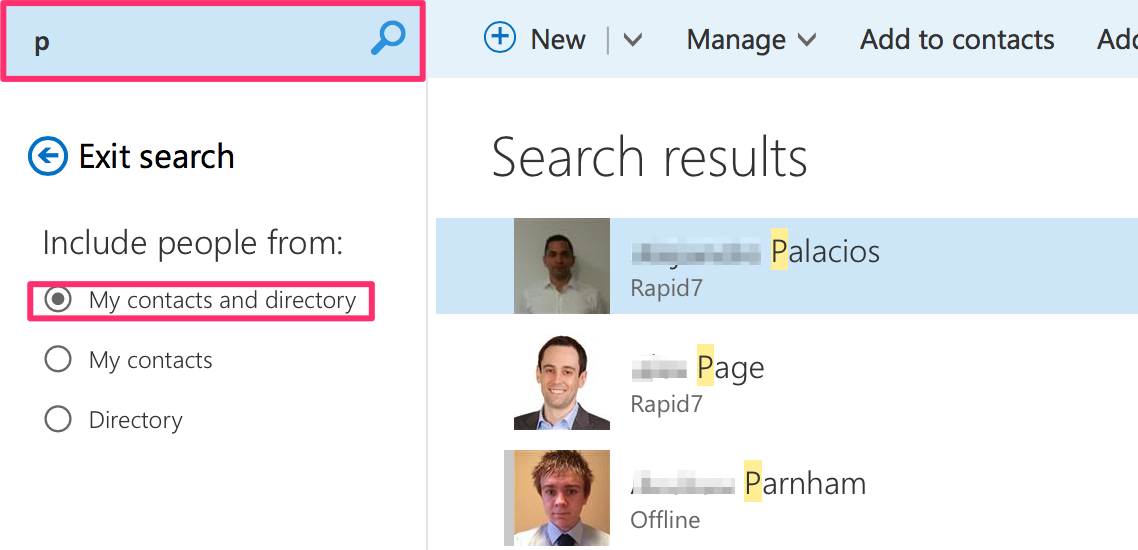 p
New
Manage
Add to contacts
Exit search
Include people from:
My contacts and directory
My contacts
Directory
Search results
Palacios
Rapid7
Page
Rapid7
Parnham
Offline